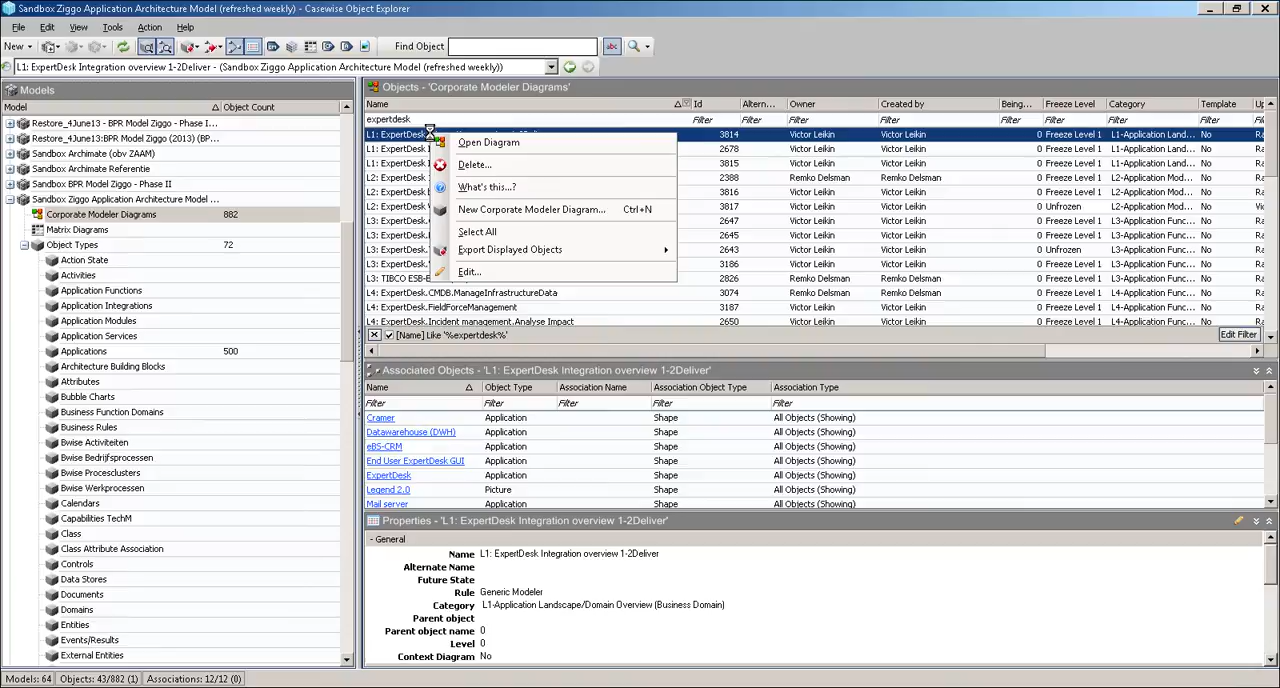 Sandbox Ziggo Application Architecture Model (refreshed weekly) - Casewise Object Explorer
File Edit View Tools Action Help
New Find Object abc
L1: ExpertDesk Integration overview 1-2Deliver - (Sandbox Ziggo Application Architecture Model (refreshed weekly))
Models
Model Object Count
Restore_4June13 - BPR Model Ziggo - Phase I...
Restore_4June13:BPR Model Ziggo (2013) (BP...
Sandbox Archimate (obv ZAAM)
Sandbox Archimate Referentie
Sandbox BPR Model Ziggo - Phase II
Sandbox Ziggo Application Architecture Model ...
Corporate Modeler Diagrams 882
Matrix Diagrams
Object Types 72
Action State
Activities
Application Functions
Application Integrations
Application Modules
Application Services
Applications 500
Architecture Building Blocks
Attributes
Bubble Charts
Business Function Domains
Business Rules
Bwise Activiteiten
Bwise Bedrijfsprocessen
Bwise Procesclusters
Bwise Werkprocessen
Calendars
Capabilities TechM
Class
Class Attribute Association
Controls
Data Stores
Documents
Domains
Entities
Events/Results
External Entities
Objects - 'Corporate Modeler Diagrams'
Name Id Altern... Owner Created by Being... Freeze Level Category Template Up
expertdesk Filter Filter Filter Filter Filter Filter Filter Filter
L1: ExpertDesk 3814 Victor Leikin Victor Leikin 0 Freeze Level 1 L1-Application Land... No
L1: ExpertDesk 2678 Victor Leikin Victor Leikin 0 Freeze Level 1 L1-Application Land... No
L1: ExpertDesk 3815 Victor Leikin Victor Leikin 0 Freeze Level 1 L1-Application Land... No
L2: ExpertDesk 2388 Remko Delsman Remko Delsman 0 Freeze Level 1 L2-Application Mod... No
L2: ExpertDesk 3816 Victor Leikin Victor Leikin 0 Freeze Level 1 L2-Application Mod... No
L2: ExpertDesk. 3892 Victor Leikin Victor Leikin 0 Unfrozen L2-Application Mod... No
L3: ExpertDesk. 2647 Victor Leikin Victor Leikin 0 Freeze Level 1 L3-Application Func... No
L3: ExpertDesk. 2645 Victor Leikin Victor Leikin 0 Freeze Level 1 L3-Application Func... No
L3: ExpertDesk. 2643 Victor Leikin Victor Leikin 0 Unfrozen L3-Application Func... No
L3: ExpertDesk. 3186 Victor Leikin Victor Leikin 0 Freeze Level 1 L3-Application Func... No
L3: TIBCO ESB-E 2826 Remko Delsman Remko Delsman 0 Freeze Level 1 L3-Application Func... No
L4: ExpertDesk.CMDB.ManageInfrastructureData 3074 Remko Delsman Remko Delsman 0 Freeze Level 1 L4-Application Func... No
L4: ExpertDesk.FieldForceManagement 3187 Victor Leikin Victor Leikin 0 Freeze Level 1 L4-Application Func... No
L4: ExpertDesk.Incident management.Analyse Impact 2650 Victor Leikin Victor Leikin 0 Freeze Level 1 L4-Application Func... No
Open Diagram
Delete...
What's this...?
New Corporate Modeler Diagram... Ctrl+N
Select All
Export Displayed Objects
Edit...
[Name] Like '%expertdesk%' Edit Filter
Associated Objects - 'L1: ExpertDesk Integration overview 1-2Deliver'
Name Object Type Association Name Association Object Type Association Type
Filter Filter Filter Filter Filter
Cramer Application Shape All Objects (Showing)
Datawarehouse (DWH) Application Shape All Objects (Showing)
eBS-CRM Application Shape All Objects (Showing)
End User ExpertDesk GUI Application Shape All Objects (Showing)
ExpertDesk Application Shape All Objects (Showing)
Legend 2.0 Picture Shape All Objects (Showing)
Mail server Application Shape All Objects (Showing)
Properties - 'L1: ExpertDesk Integration overview 1-2Deliver'
- General
Name L1: ExpertDesk Integration overview 1-2Deliver
Alternate Name
Future State
Rule Generic Modeler
Category L1-Application Landscape/Domain Overview (Business Domain)
Parent object
Parent object name 0
Level 0
Context Diagram No
Models: 64 Objects: 43/882 (1) Associations: 12/12 (0)